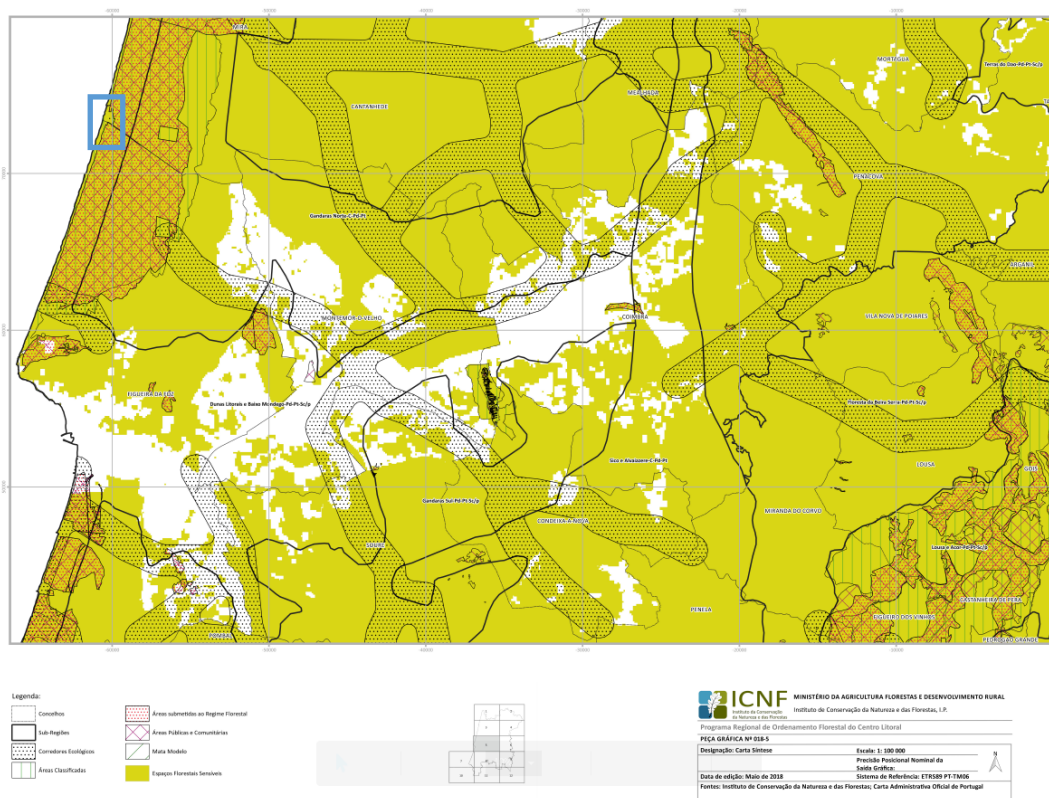 MIRA
CANTANHEDE
MEALHADA
MORTÁGUA
Terras do Dao-Pd-Pt-Sc/p
PENACOVA
Gandaras Norte-C-Pd-Pt
ARGANIL
MONTEMOR-O-VELHO
COIMBRA
VILA NOVA DE POIARES
FIGUEIRA DA FOZ
Dunas Litorais e Baixo Mondego-Pd-Pt-Sc/p
Floresta da Beira Serra-Pd-Pt-Sc/p
Sico e Alvaiazere-C-Pd-Pt
LOUSÃ
GÓIS
Gandaras Sul-Pd-Pt-Sc/p
CONDEIXA-A-NOVA
MIRANDA DO CORVO
SOURE
Lousa e Acor-Pd-Pt-Sc/p
CASTANHEIRA DE PERA
PENELA
FIGUEIRÓ DOS VINHOS
POMBAL
PEDRÓGÃO GRANDE
Legenda:
Concelhos
Sub-Regiões
Corredores Ecológicos
Áreas Classificadas
Áreas submetidas ao Regime Florestal
Áreas Públicas e Comunitárias
Mata Modelo
Espaços Florestais Sensíveis
ICNF
Instituto da Conservação
da Natureza e das Florestas
MINISTÉRIO DA AGRICULTURA FLORESTAS E DESENVOLVIMENTO RURAL
Instituto de Conservação da Natureza e das Florestas, I.P.
Programa Regional de Ordenamento Florestal do Centro Litoral
PEÇA GRÁFICA Nº 018-5
Designação: Carta Síntese
Escala: 1: 100 000
Precisão Posicional Nominal da
Saída Gráfica:
Data de edição: Maio de 2018
Sistema de Referência: ETRS89 PT-TM06
N
Fontes: Instituto de Conservação da Natureza e das Florestas; Carta Administrativa Oficial de Portugal